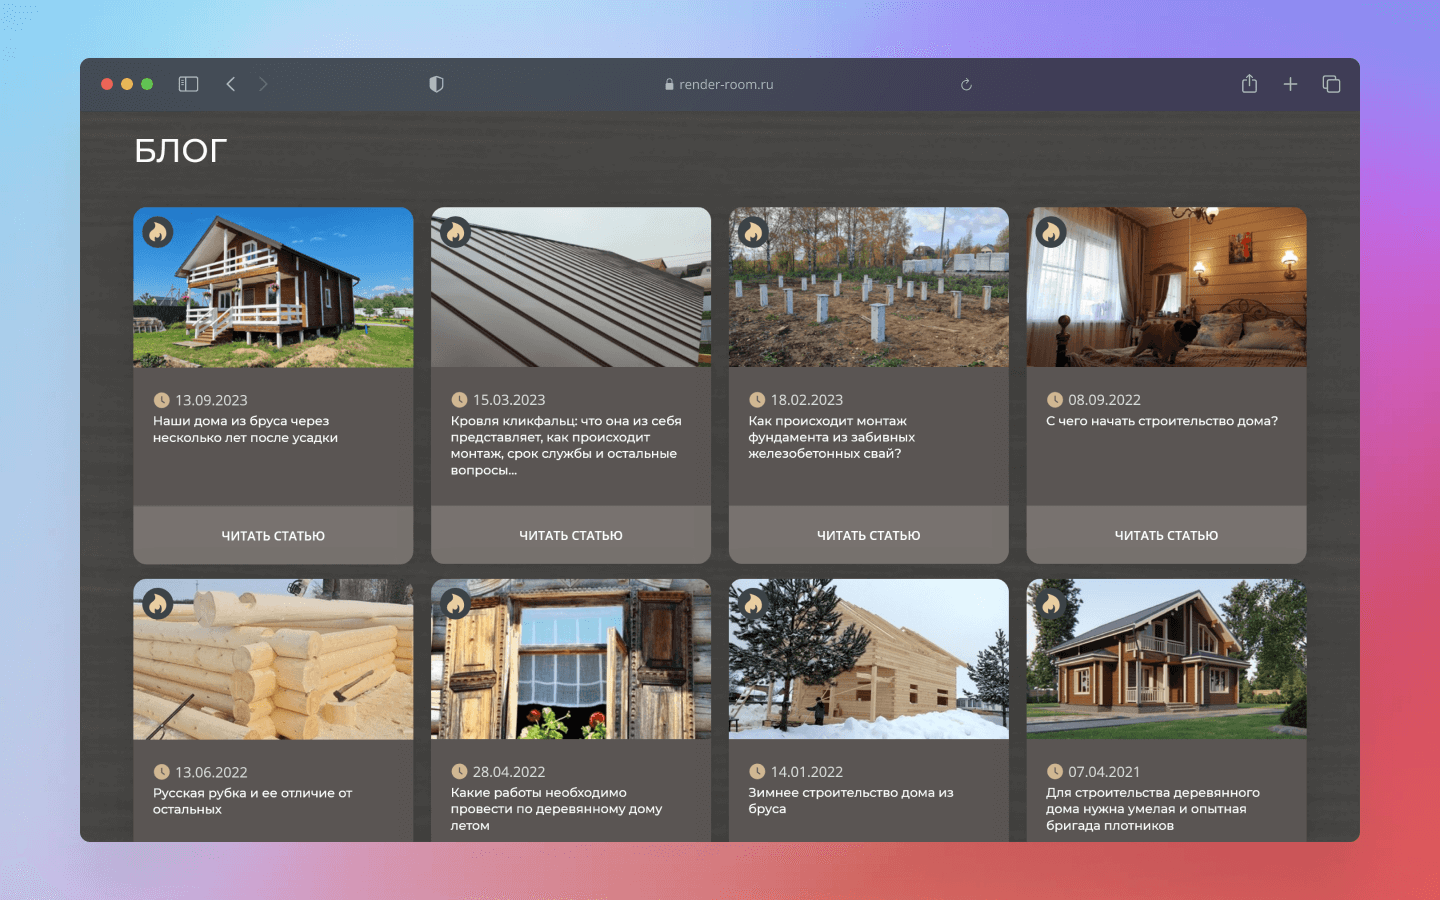 render-room.ru
БЛОГ
13.09.2023
Наши дома из бруса через
несколько лет после усадки
ЧИТАТЬ СТАТЬЮ
15.03.2023
Кровля кликфальц: что она из себя
представляет, как происходит
монтаж, срок службы и остальные
вопросы...
ЧИТАТЬ СТАТЬЮ
18.02.2023
Как происходит монтаж
фундамента из забивных
железобетонных свай?
ЧИТАТЬ СТАТЬЮ
08.09.2022
С чего начать строительство дома?
ЧИТАТЬ СТАТЬЮ
13.06.2022
Русская рубка и ее отличие от
остальных
28.04.2022
Какие работы необходимо
провести по деревянному дому
летом
14.01.2022
Зимнее строительство дома из
бруса
07.04.2021
Для строительства деревянного
дома нужна умелая и опытная
бригада плотников